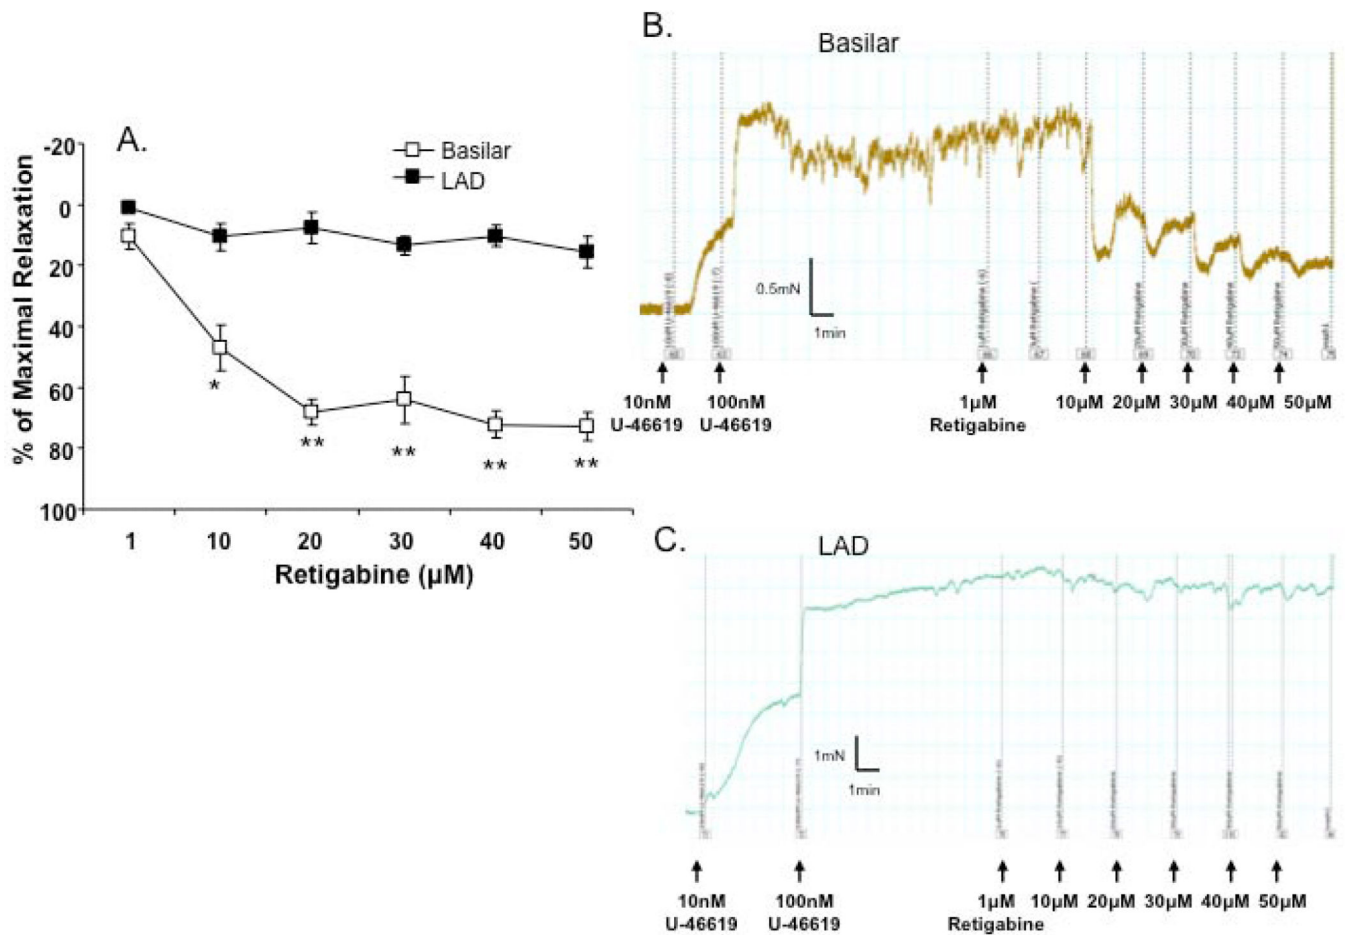 A.
Basilar
LAD
% of Maximal Relaxation
-20
0
20
40
60
80
100
*
**
**
**
**
1 10 20 30 40 50
Retigabine (µM)
B.
Basilar
0.5mN
1min
10nM
U-46619
100nM
U-46619
1µM
Retigabine
10µM 20µM 30µM 40µM 50µM
C.
LAD
1mN
1min
10nM
U-46619
100nM
U-46619
1µM
Retigabine
10µM 20µM 30µM 40µM 50µM